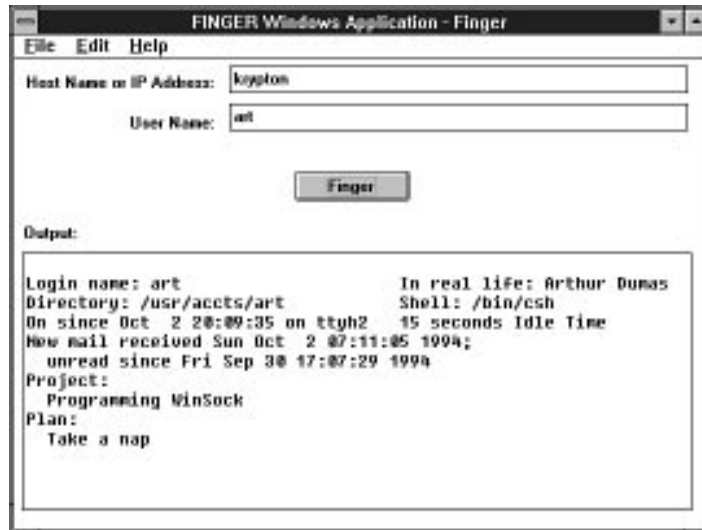 FINGER Windows Application - Finger
File Edit Help
Host Name or IP Address: krypton
User Name: art
Finger
Output:
Login name: art In real life: Arthur Dumas
Directory: /usr/accts/art Shell: /bin/csh
On since Oct 2 20:09:35 on ttyh2 15 seconds Idle Time
New mail received Sun Oct 2 07:11:05 1994;
unread since Fri Sep 30 17:07:29 1994
Project:
Programming WinSock
Plan:
Take a nap